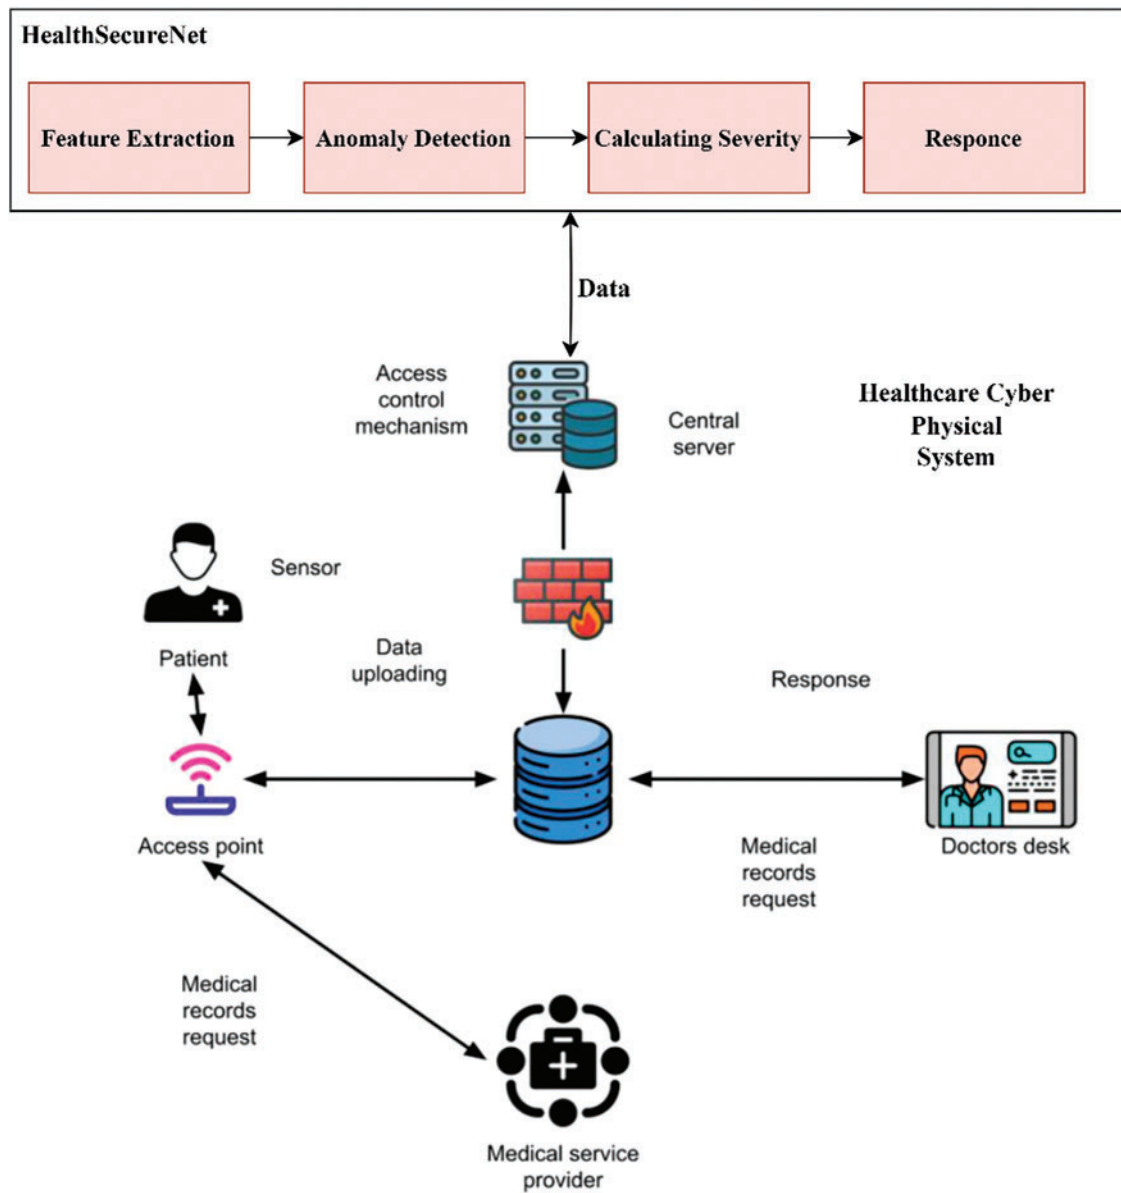 HealthSecureNet
Feature Extraction
Anomaly Detection
Calculating Severity
Responce
Data
Access
control
mechanism
Central
server
Healthcare Cyber
Physical
System
Sensor
Patient
Data
uploading
Response
Access point
Medical
records
request
Doctors desk
Medical
records
request
Medical service
provider